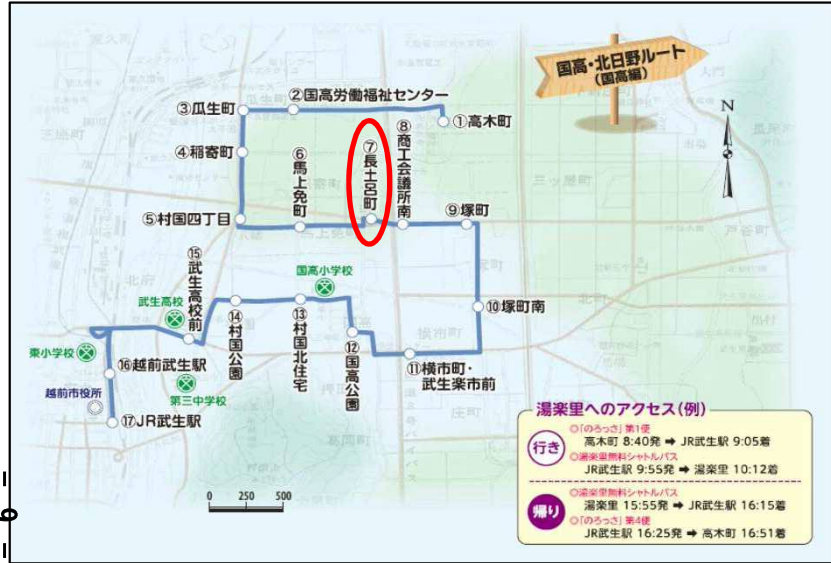 国高・北日野ルート
(国高編)
N
①高木町
②国高労働福祉センター
③瓜生町
④稲寄町
⑤村国四丁目
⑥馬上免町
⑦長土呂町
⑧商工会議所南
⑨塚町
⑩塚町南
⑪横市町・
武生楽市前
⑫国高公園
⑬村国北住宅
⑭村国公園
⑮武生高校前
⑯越前武生駅
⑰JR武生駅
国高小学校
武生高校
東小学校
第三中学校
越前市役所
0 250 500
湯楽里へのアクセス(例)
行き
◎「のろっさ」第1便
高木町 8:40発 ➡ JR武生駅 9:05着
◎湯楽里無料シャトルバス
JR武生駅 9:55発 ➡ 湯楽里 10:12着
帰り
◎湯楽里無料シャトルバス
湯楽里 15:55発 ➡ JR武生駅 16:15着
◎「のろっさ」第4便
JR武生駅 16:25発 ➡ 高木町 16:51着